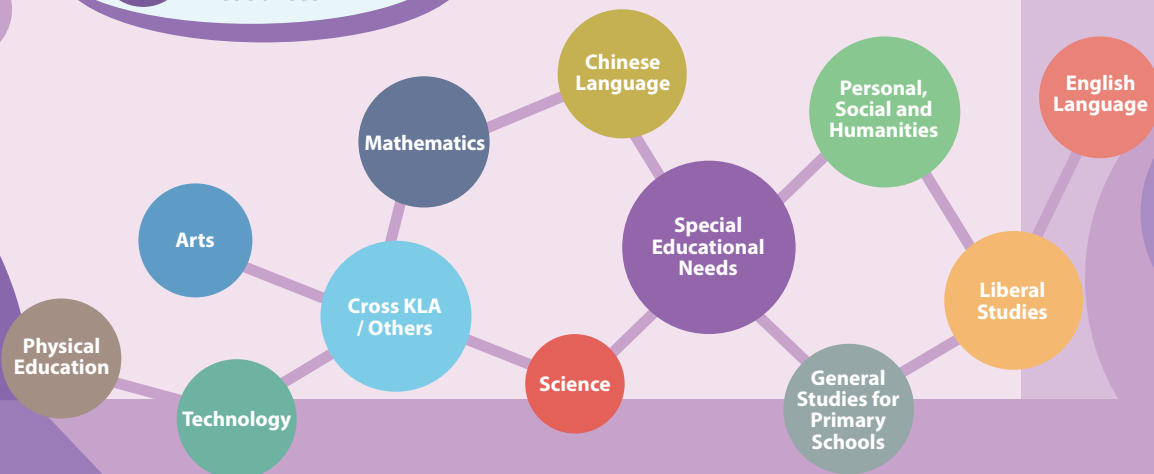 Chinese
Language
Personal,
Social and
Humanities
English
Language
Mathematics
Arts
Special
Educational
Needs
Cross KLA
/ Others
Liberal
Studies
Physical
Education
Science
General
Studies for
Primary
Schools
Technology